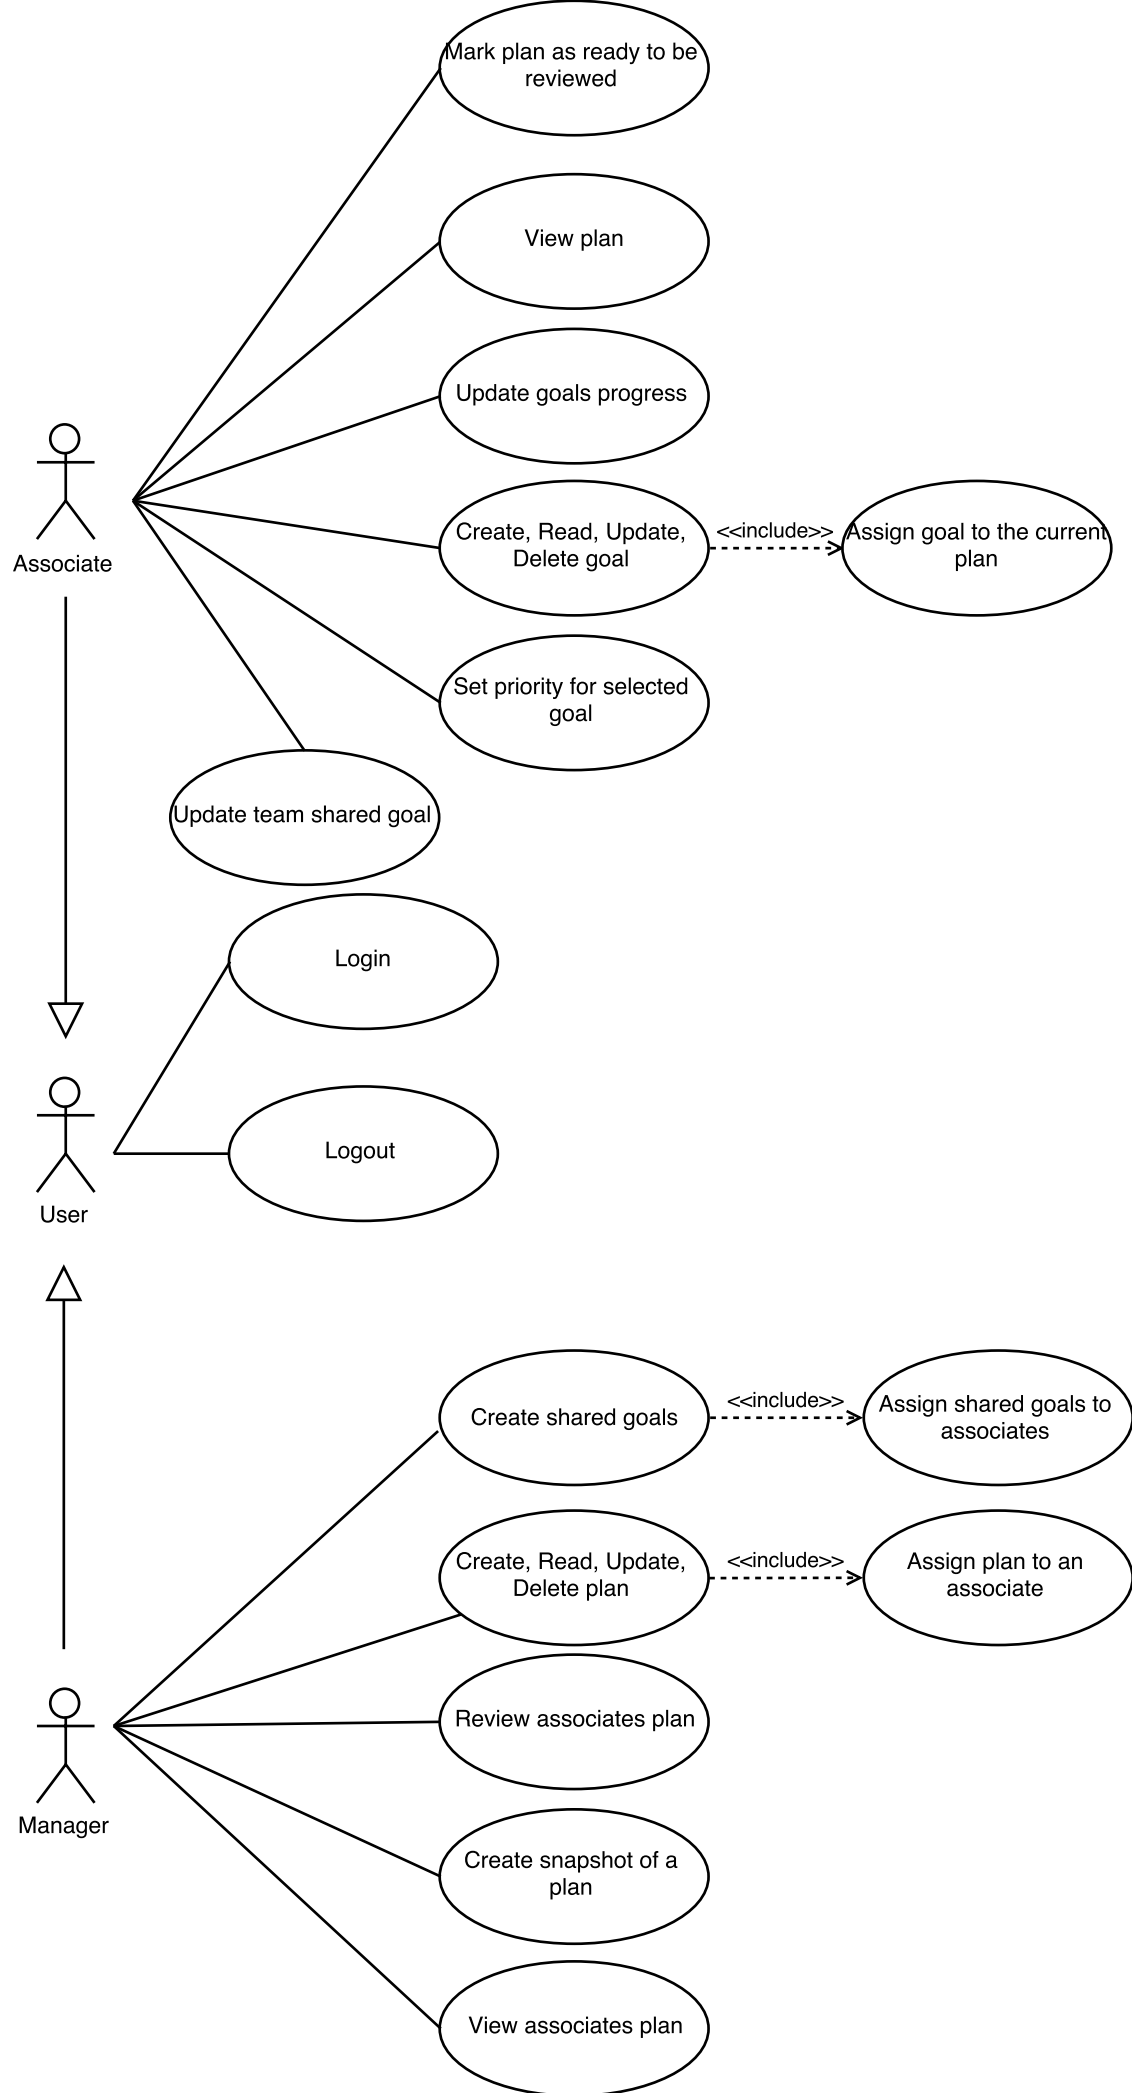 Mark plan as ready to be
reviewed
View plan
Update goals progress
Associate
Create, Read, Update,
Delete goal
<<include>>
Assign goal to the current
plan
Set priority for selected
goal
Update team shared goal
Login
Logout
User
Create shared goals
<<include>>
Assign shared goals to
associates
Create, Read, Update,
Delete plan
<<include>>
Assign plan to an
associate
Review associates plan
Manager
Create snapshot of a
plan
View associates plan